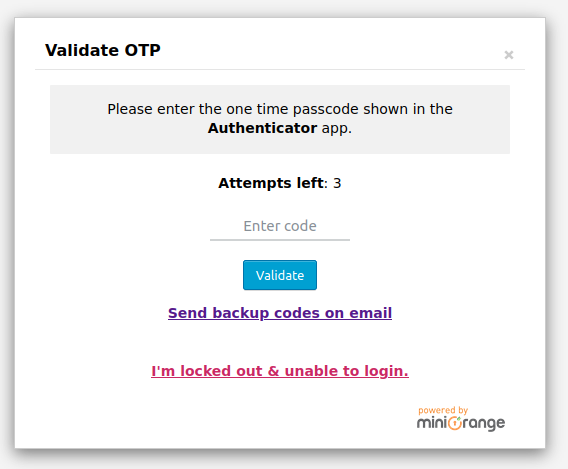 Validate OTP
×
Please enter the one time passcode shown in the
Authenticator app.
Attempts left: 3
Enter code
Validate
Send backup codes on email
I'm locked out & unable to login.
powered by
miniOrange